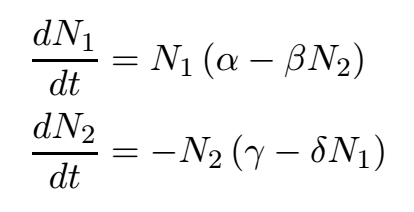 dN₁/dt = N₁ (α − βN₂)
dN₂/dt = −N₂ (γ − δN₁)